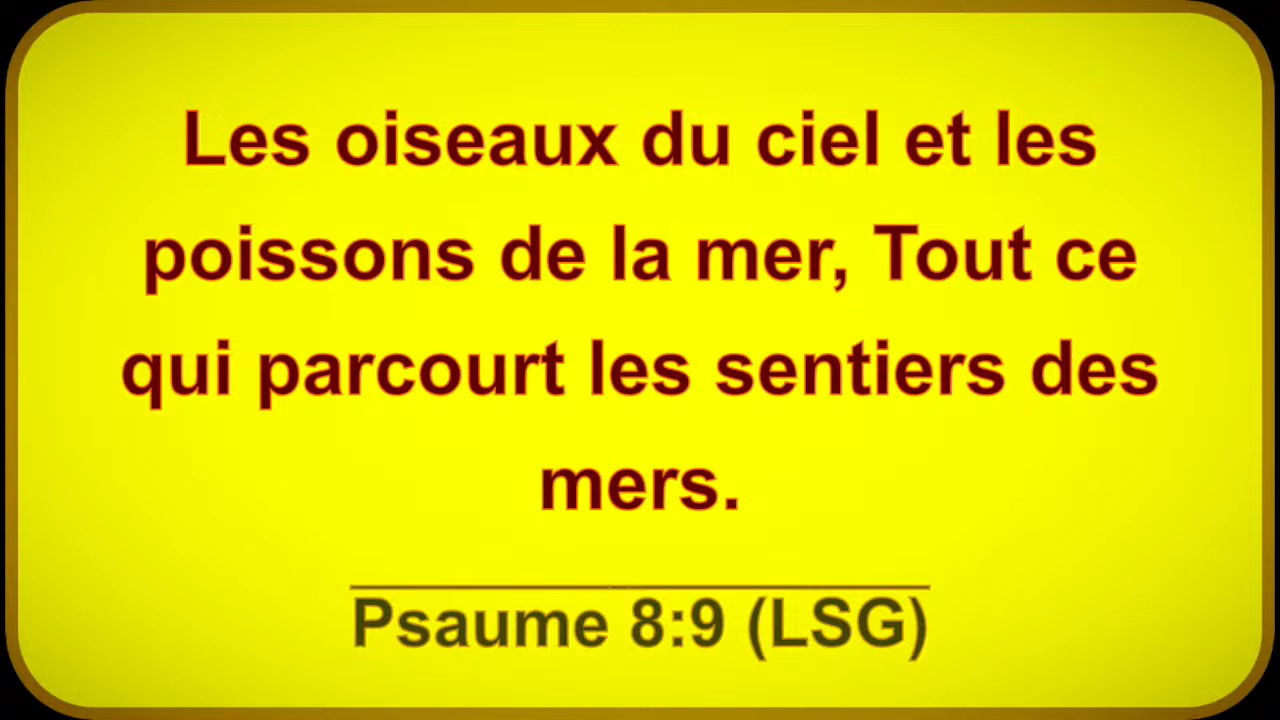 Les oiseaux du ciel et les
poissons de la mer, Tout ce
qui parcourt les sentiers des
mers.
Psaume 8:9 (LSG)